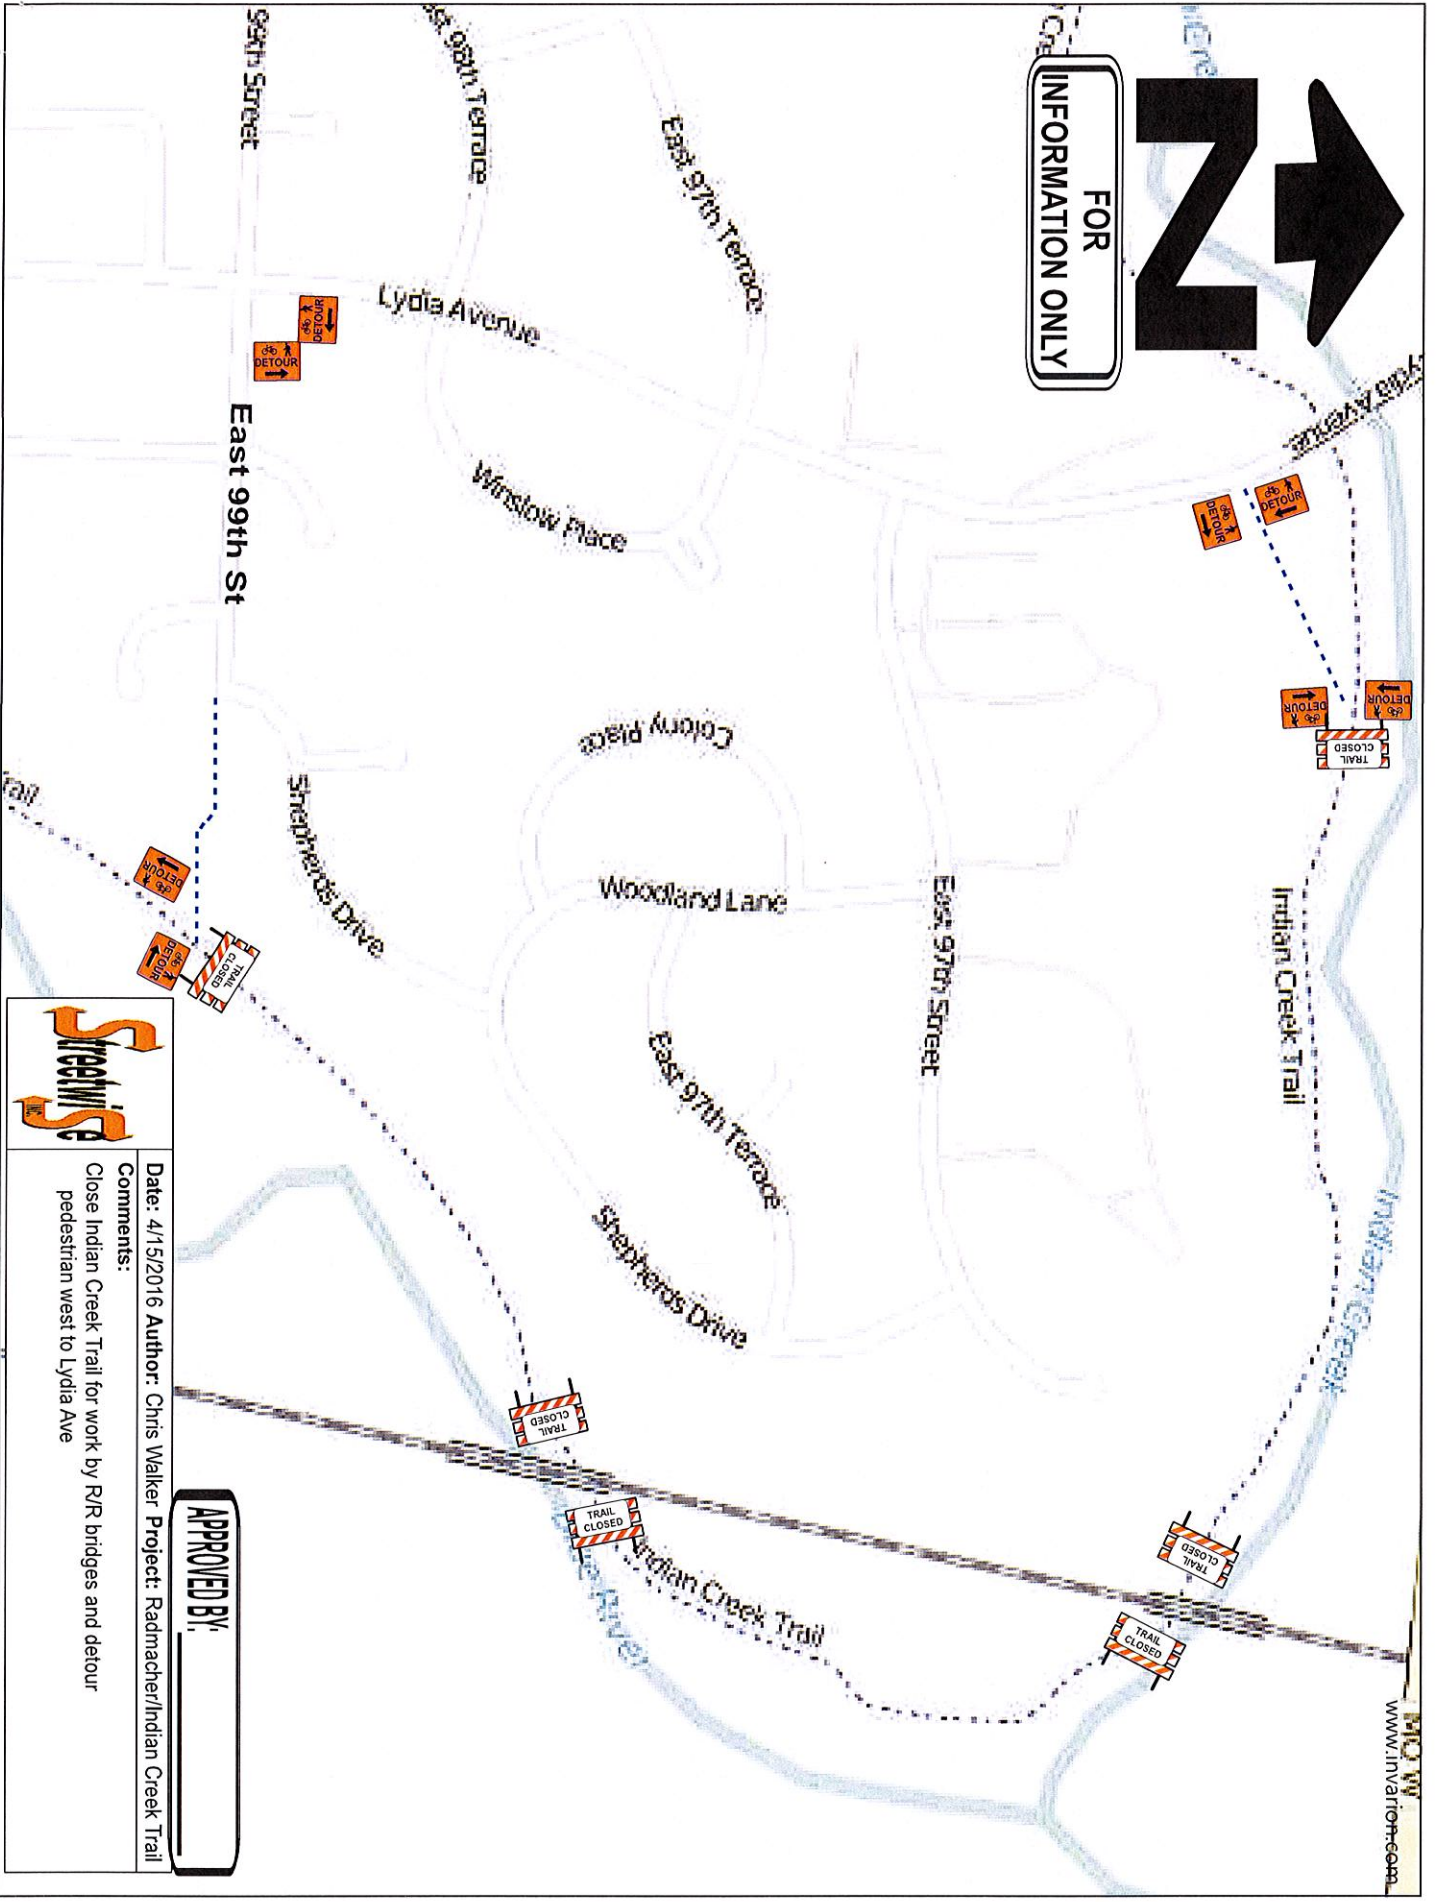 N
FOR
INFORMATION ONLY
Lydia Avenue
Indian Creek Trail
Indian Creek
DETOUR
DETOUR
DETOUR
DETOUR
TRAIL
CLOSED
East 97th Terrace
East 97th Street
Colony Place
Woodland Lane
East 97th Terrace
Shepherds Drive
Winslow Place
Lydia Avenue
98th Terrace
99th Street
DETOUR
DETOUR
East 99th St
Shepherds Drive
DETOUR
DETOUR
TRAIL
CLOSED
TRAIL
CLOSED
TRAIL
CLOSED
TRAIL
CLOSED
TRAIL
CLOSED
Indian Creek Trail
www.invarion.com
APPROVED BY:
Streetwise
INC.
Date: 4/15/2016 Author: Chris Walker Project: Radmacher/Indian Creek Trail
Comments:
Close Indian Creek Trail for work by R/R bridges and detour
pedestrian west to Lydia Ave